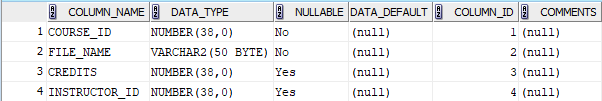 COLUMN_NAME DATA_TYPE NULLABLE DATA_DEFAULT COLUMN_ID COMMENTS
1 COURSE_ID NUMBER(38,0) No (null) 1 (null)
2 FILE_NAME VARCHAR2(50 BYTE) No (null) 2 (null)
3 CREDITS NUMBER(38,0) Yes (null) 3 (null)
4 INSTRUCTOR_ID NUMBER(38,0) Yes (null) 4 (null)